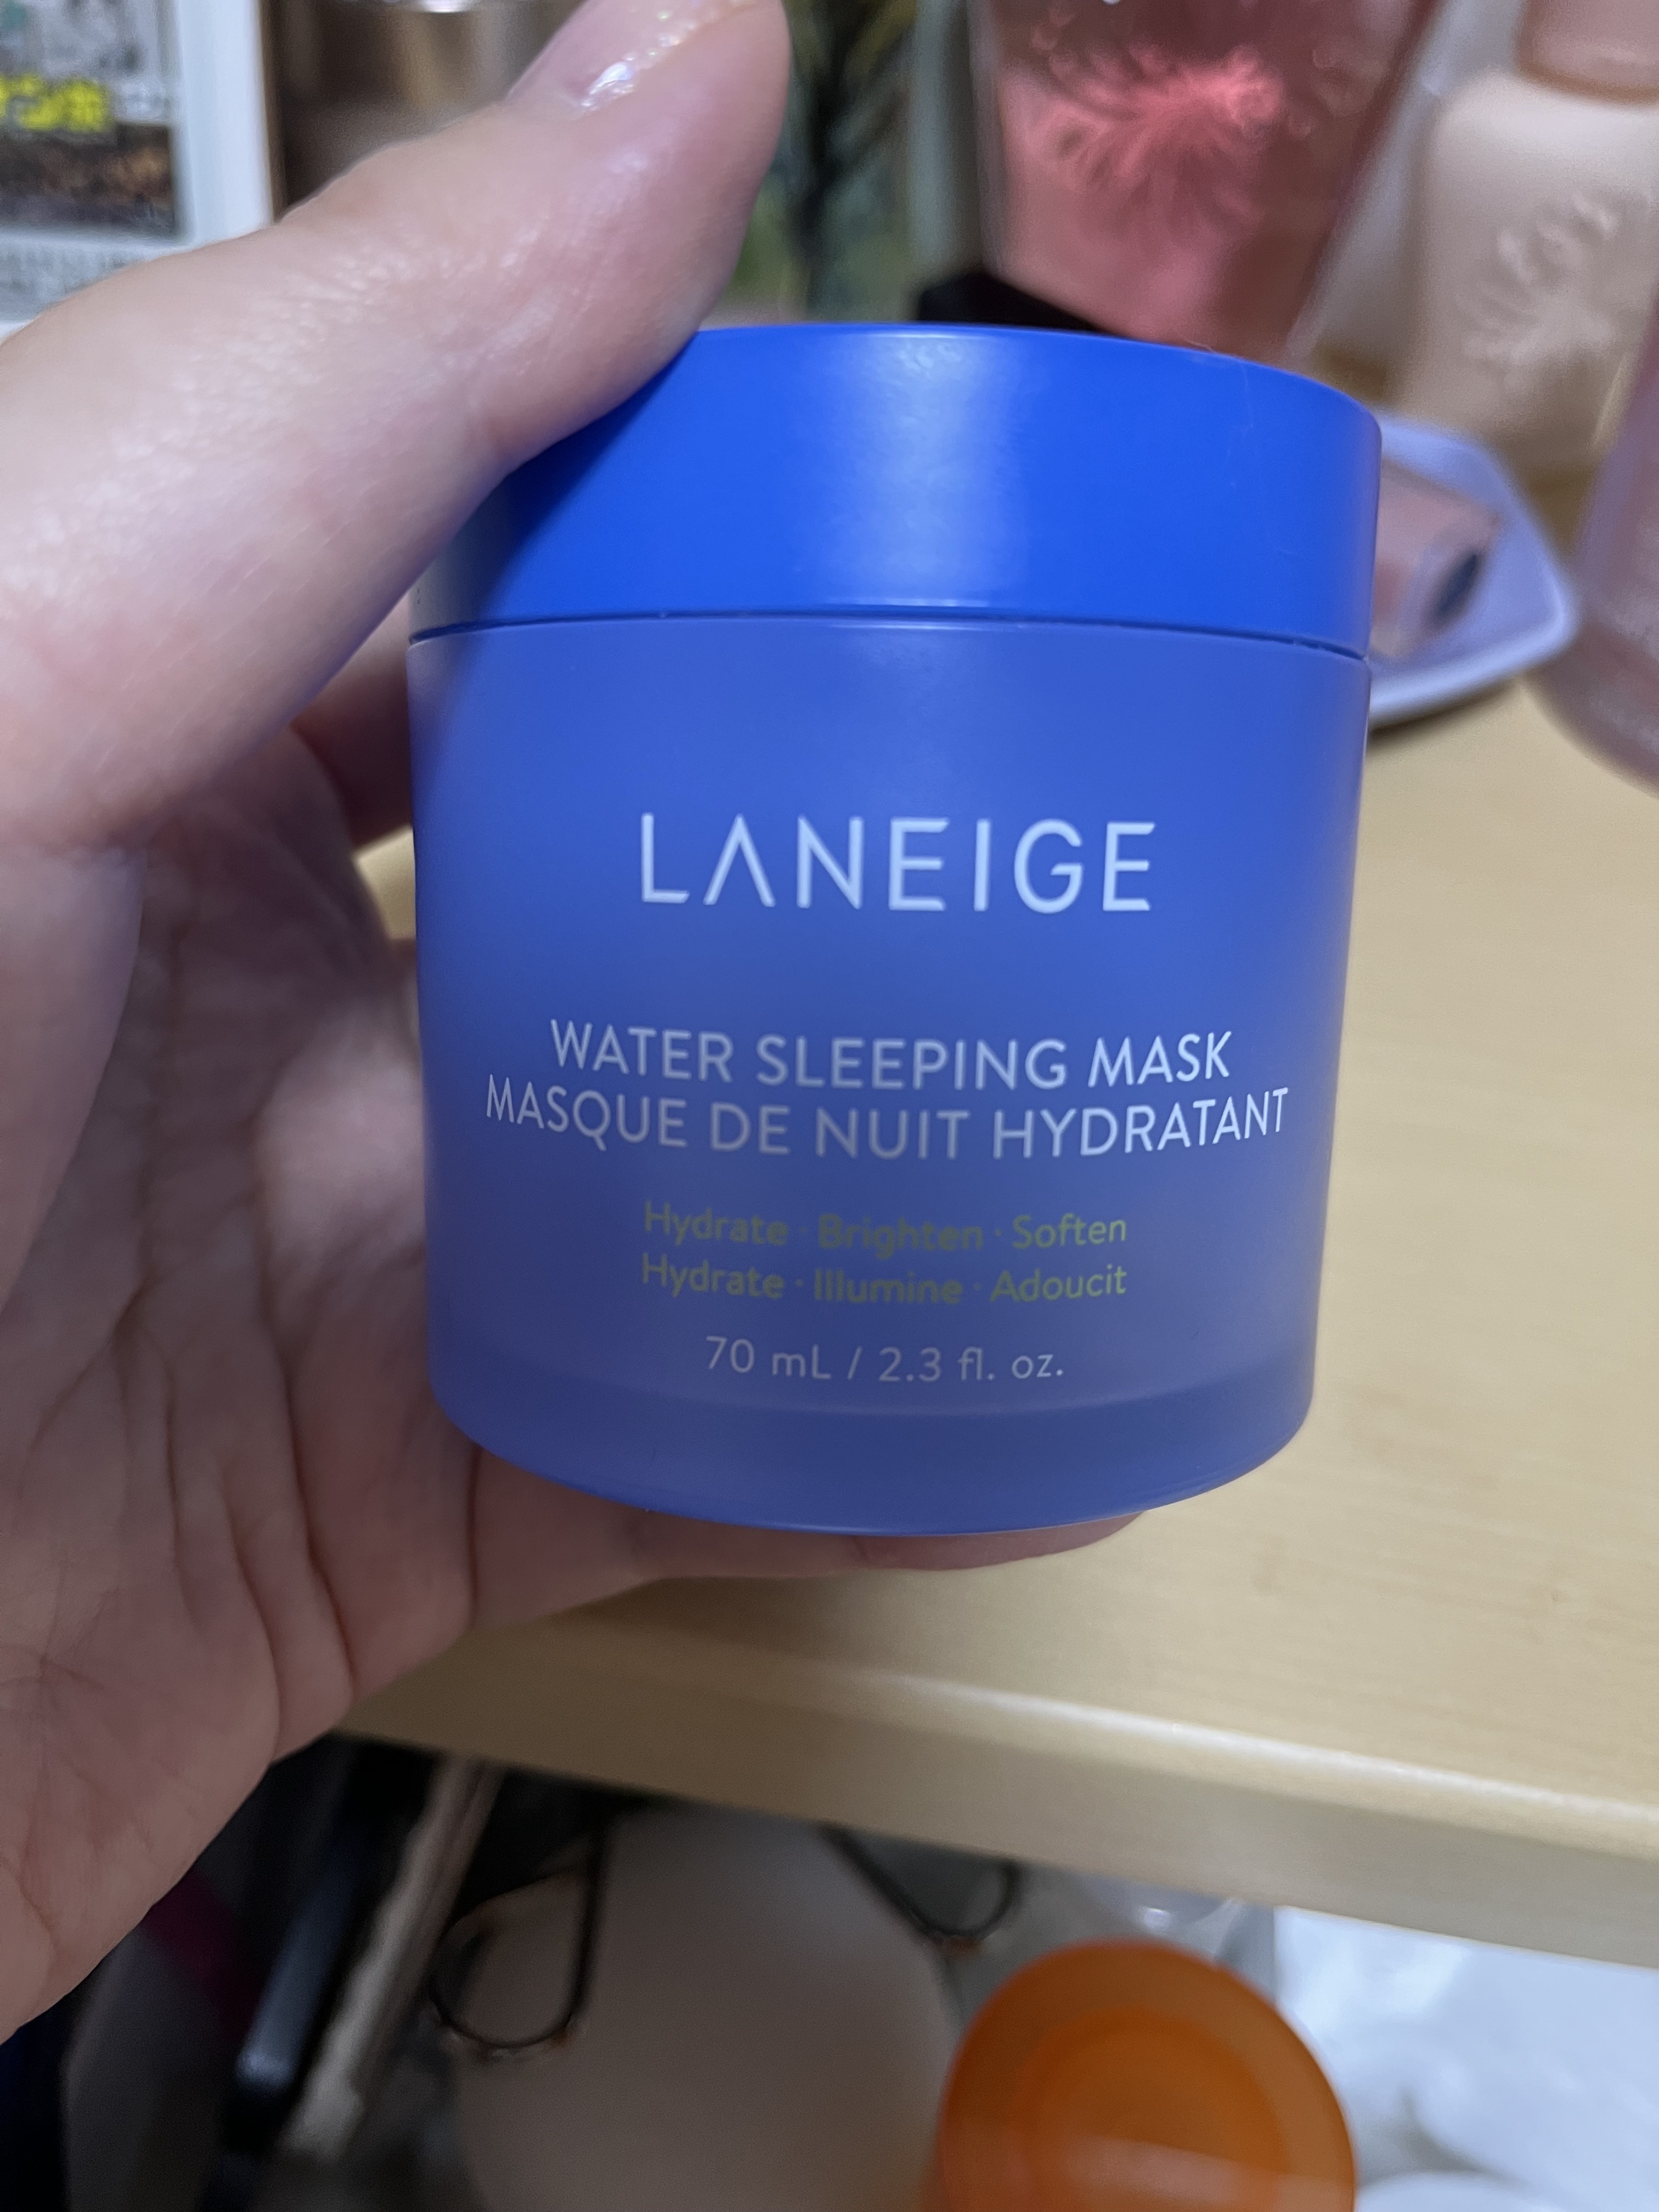 LANEIGE
WATER SLEEPING MASK
MASQUE DE NUIT HYDRATANT
Hydrate · Brighten · Soften
Hydrate · Illumine · Adoucit
70 mL / 2.3 fl. oz.